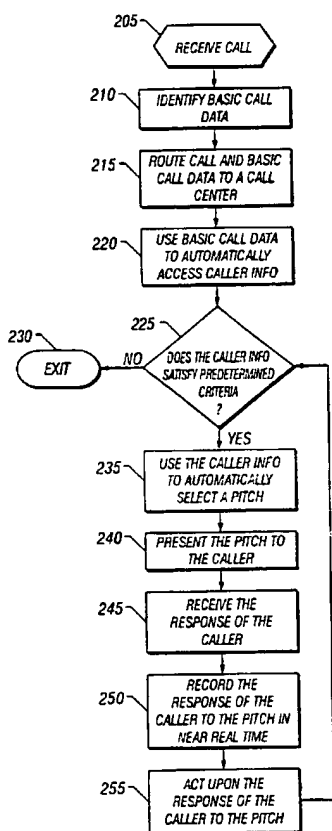 205
RECEIVE CALL
210
IDENTIFY BASIC CALL
DATA
215
ROUTE CALL AND BASIC
CALL DATA TO A CALL
CENTER
220
USE BASIC CALL DATA
TO AUTOMATICALLY
ACCESS CALLER INFO
225
230
EXIT
NO
DOES THE CALLER INFO
SATISFY PREDETERMINED
CRITERIA
?
YES
235
USE THE CALLER INFO
TO AUTOMATICALLY
SELECT A PITCH
240
PRESENT THE PITCH TO
THE CALLER
245
RECEIVE THE
RESPONSE OF THE
CALLER
250
RECORD THE
RESPONSE OF THE
CALLER TO THE PITCH IN
NEAR REAL TIME
255
ACT UPON THE
RESPONSE OF THE
CALLER TO THE PITCH